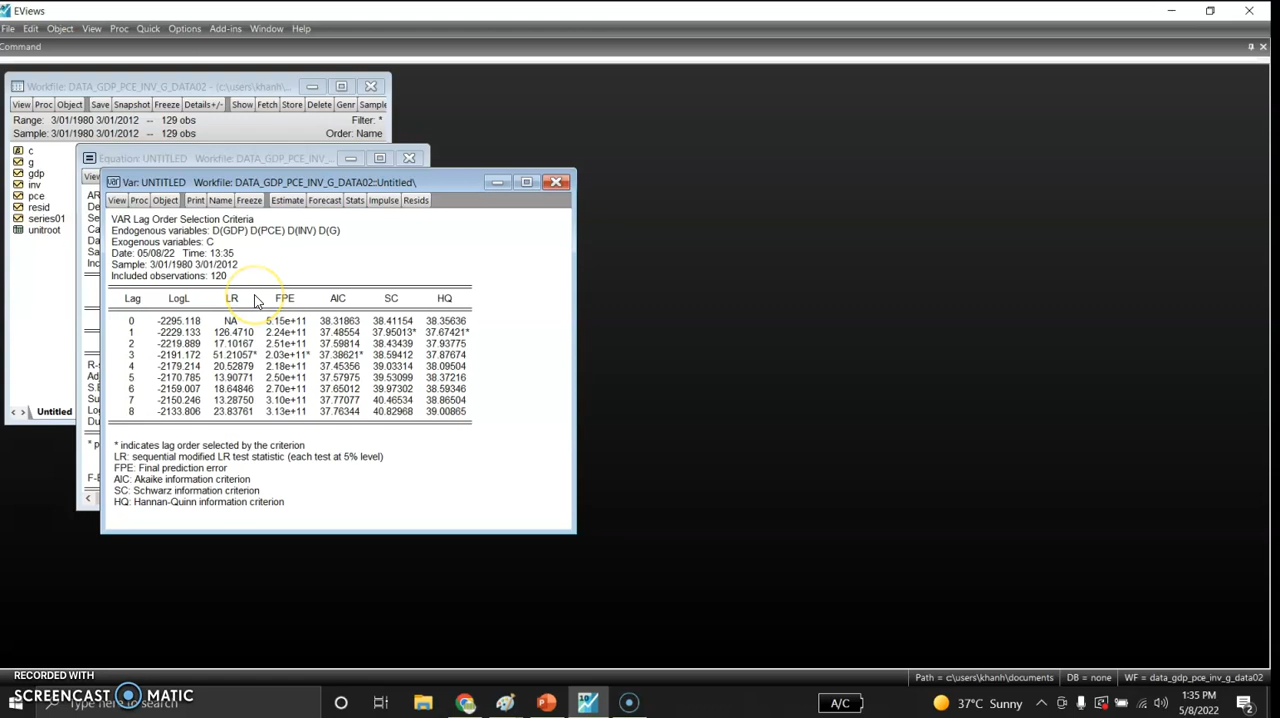 EViews
File Edit Object View Proc Quick Options Add-ins Window Help
Command
Workfile: DATA_GDP_PCE_INV_G_DATA02 - (c:\users\khanh\...
View Proc Object Save Snapshot Freeze Details+/- Show Fetch Store Delete Genr Sample
Range: 3/01/1980 3/01/2012 -- 129 obs Filter: *
Sample: 3/01/1980 3/01/2012 -- 129 obs Order: Name
c
g
gdp
inv
pce
resid
series01
unitroot
Untitled
Equation: UNTITLED Workfile: DATA_GDP_PCE_INV_...
Var: UNTITLED Workfile: DATA_GDP_PCE_INV_G_DATA02::Untitled\
View Proc Object Print Name Freeze Estimate Forecast Stats Impulse Resids
VAR Lag Order Selection Criteria
Endogenous variables: D(GDP) D(PCE) D(INV) D(G)
Exogenous variables: C
Date: 05/08/22 Time: 13:35
Sample: 3/01/1980 3/01/2012
Included observations: 120
Lag LogL LR FPE AIC SC HQ
0 -2295.118 NA 5.15e+11 38.31863 38.41154 38.35636
1 -2229.133 126.4710 2.24e+11 37.48554 37.95013* 37.67421*
2 -2219.889 17.10167 2.51e+11 37.59814 38.43439 37.93775
3 -2191.172 51.21057* 2.03e+11* 37.38621* 38.59412 37.87674
4 -2179.214 20.52879 2.18e+11 37.45356 39.03314 38.09504
5 -2170.785 13.90771 2.50e+11 37.57975 39.53099 38.37216
6 -2159.007 18.64846 2.70e+11 37.65012 39.97302 38.59346
7 -2150.246 13.28750 3.10e+11 37.77077 40.46534 38.86504
8 -2133.806 23.83761 3.13e+11 37.76344 40.82968 39.00865
* indicates lag order selected by the criterion
LR: sequential modified LR test statistic (each test at 5% level)
FPE: Final prediction error
AIC: Akaike information criterion
SC: Schwarz information criterion
HQ: Hannan-Quinn information criterion
Path = c:\users\khanh\documents DB = none WF = data_gdp_pce_inv_g_data02
RECORDED WITH
SCREENCAST MATIC
A/C
37°C Sunny
1:35 PM
5/8/2022
2